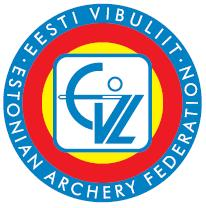 EESTI VIBULIIT
ESTONIAN ARCHERY FEDERATION
EVL